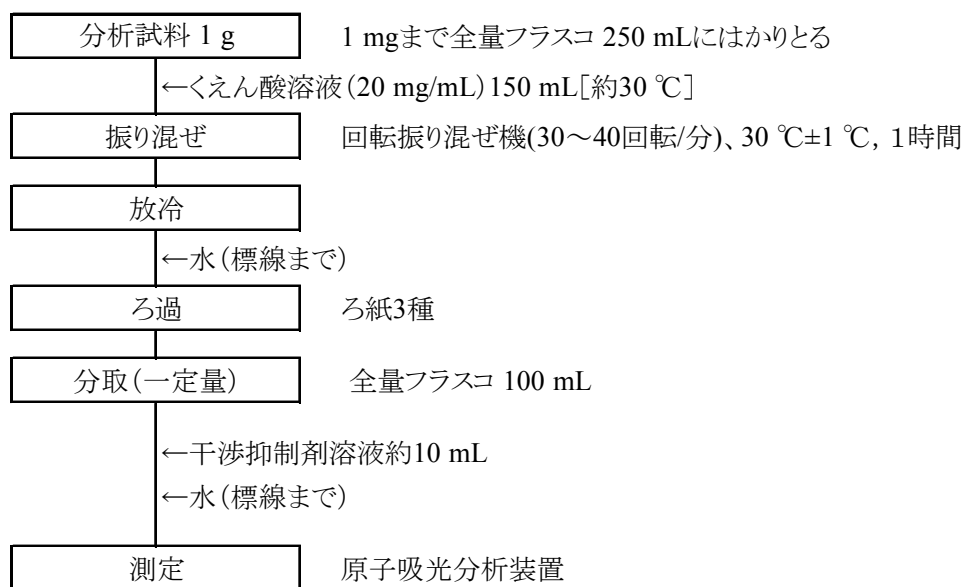 分析試料 1 g 1 mgまで全量フラスコ 250 mLにはかりとる
←くえん酸溶液(20 mg/mL)150 mL[約30 ℃]
振り混ぜ 回転振り混ぜ機(30～40回転/分)、30 ℃±1 ℃, 1時間
放冷
←水(標線まで)
ろ過 ろ紙3種
分取(一定量) 全量フラスコ 100 mL
←干渉抑制剤溶液約10 mL
←水(標線まで)
測定 原子吸光分析装置